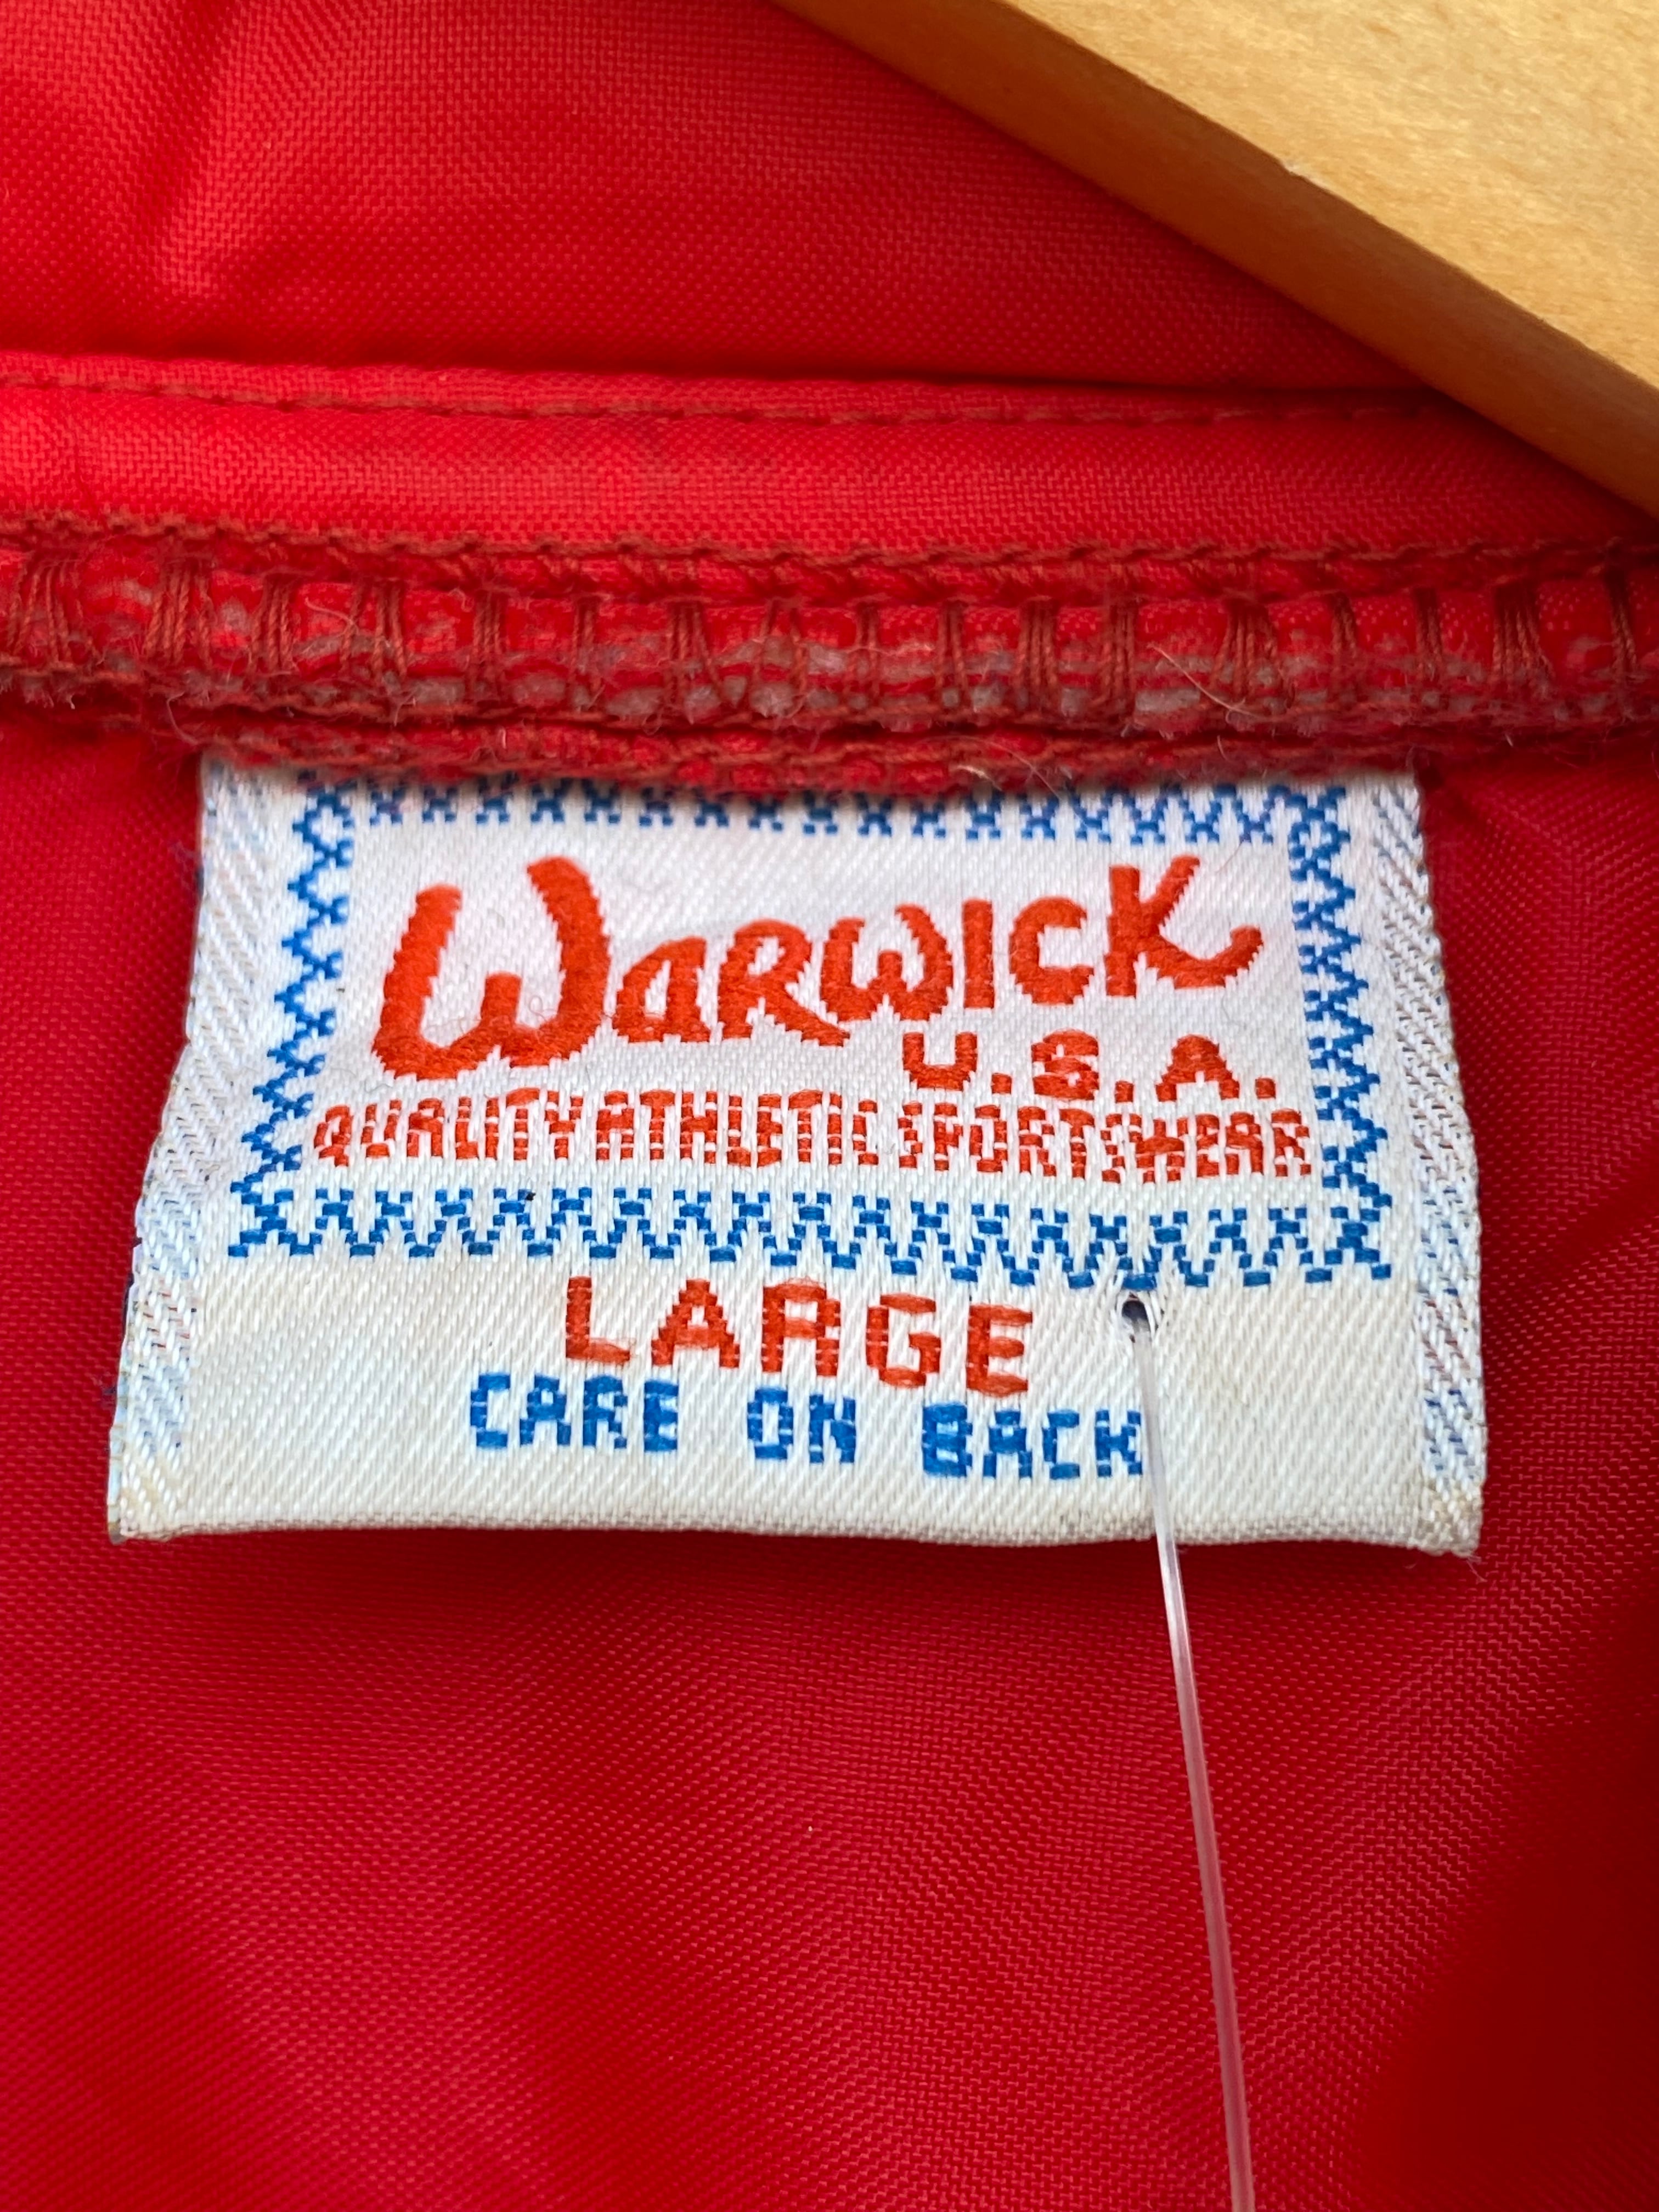 WARWICK
U.S.A.
QUALITY ATHLETIC SPORTSWEAR
LARGE
CARE ON BACK